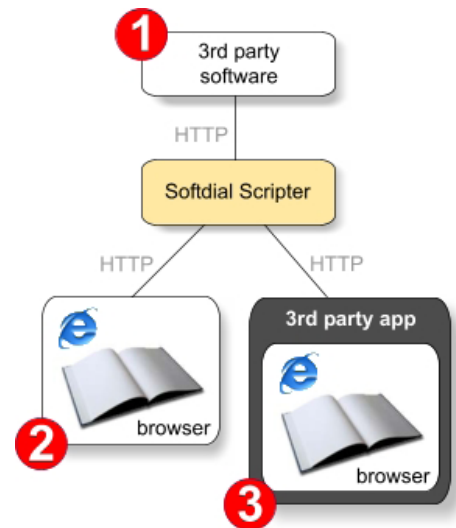 1
3rd party
software
HTTP
Softdial Scripter
HTTP
HTTP
3rd party app
browser
browser
2
3